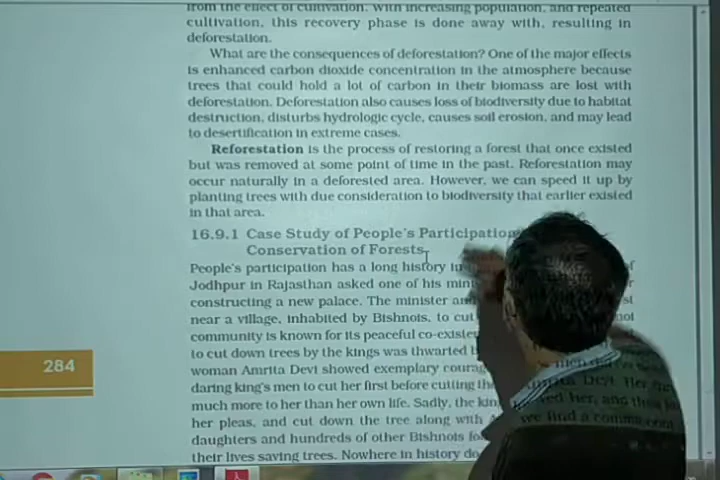 from the effect of cultivation. With increasing population, and repeated
cultivation, this recovery phase is done away with, resulting in
deforestation.
What are the consequences of deforestation? One of the major effects
is enhanced carbon dioxide concentration in the atmosphere because
trees that could hold a lot of carbon in their biomass are lost with
deforestation. Deforestation also causes loss of biodiversity due to habitat
destruction, disturbs hydrologic cycle, causes soil erosion, and may lead
to desertification in extreme cases.
Reforestation is the process of restoring a forest that once existed
but was removed at some point of time in the past. Reforestation may
occur naturally in a deforested area. However, we can speed it up by
planting trees with due consideration to biodiversity that earlier existed
in that area.
16.9.1 Case Study of People's Participation
Conservation of Forests
People's participation has a long history in
Jodhpur in Rajasthan asked one of his
constructing a new palace. The minister
near a village, inhabited by Bishnois, to cut
community is known for its peaceful
to cut down trees by the kings was thwarted
woman Amrita Devi showed exemplary
daring king's men to cut her first before cutting
much more to her than her own life. Sadly, the
her pleas, and cut down the tree along with
we find a
daughters and hundreds of other Bishnois
their lives saving trees. Nowhere in history
284